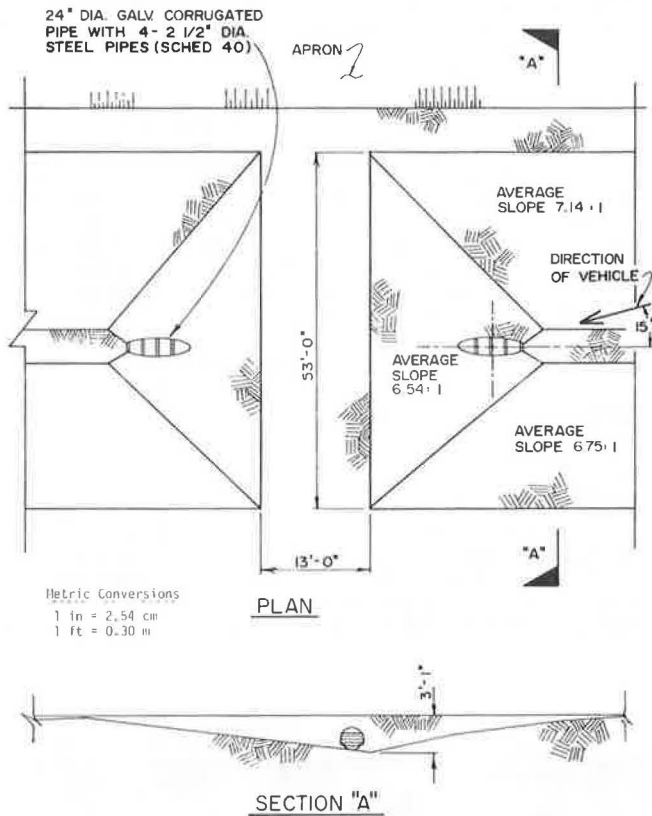 24" DIA. GALV. CORRUGATED
PIPE WITH 4- 2 1/2" DIA.
STEEL PIPES (SCHED 40)
APRON
"A"
AVERAGE
SLOPE 7.14:1
DIRECTION
OF VEHICLE
15°
53'-0"
AVERAGE
SLOPE
6.54:1
AVERAGE
SLOPE 6.75:1
13'-0"
"A"
Metric Conversions
1 in = 2.54 cm
1 ft = 0.30 m
PLAN
3'-1"
SECTION "A"